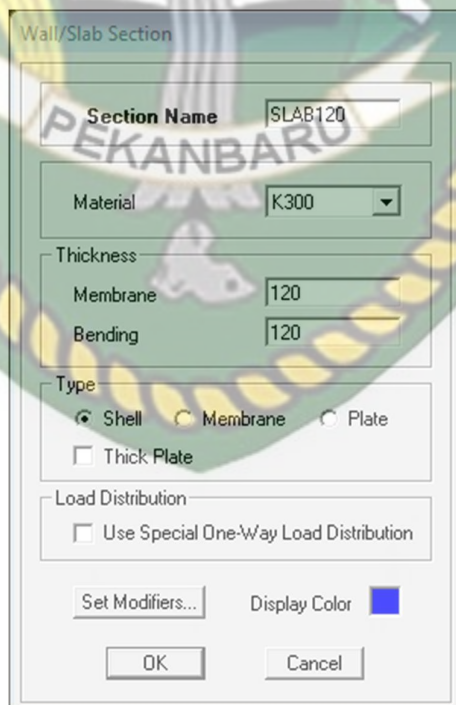 Wall/Slab Section
Section Name SLAB120
PEKANBARU
Material K300
Thickness
Membrane 120
Bending 120
Type
Shell Membrane Plate
Thick Plate
Load Distribution
Use Special One-Way Load Distribution
Set Modifiers... Display Color
OK Cancel